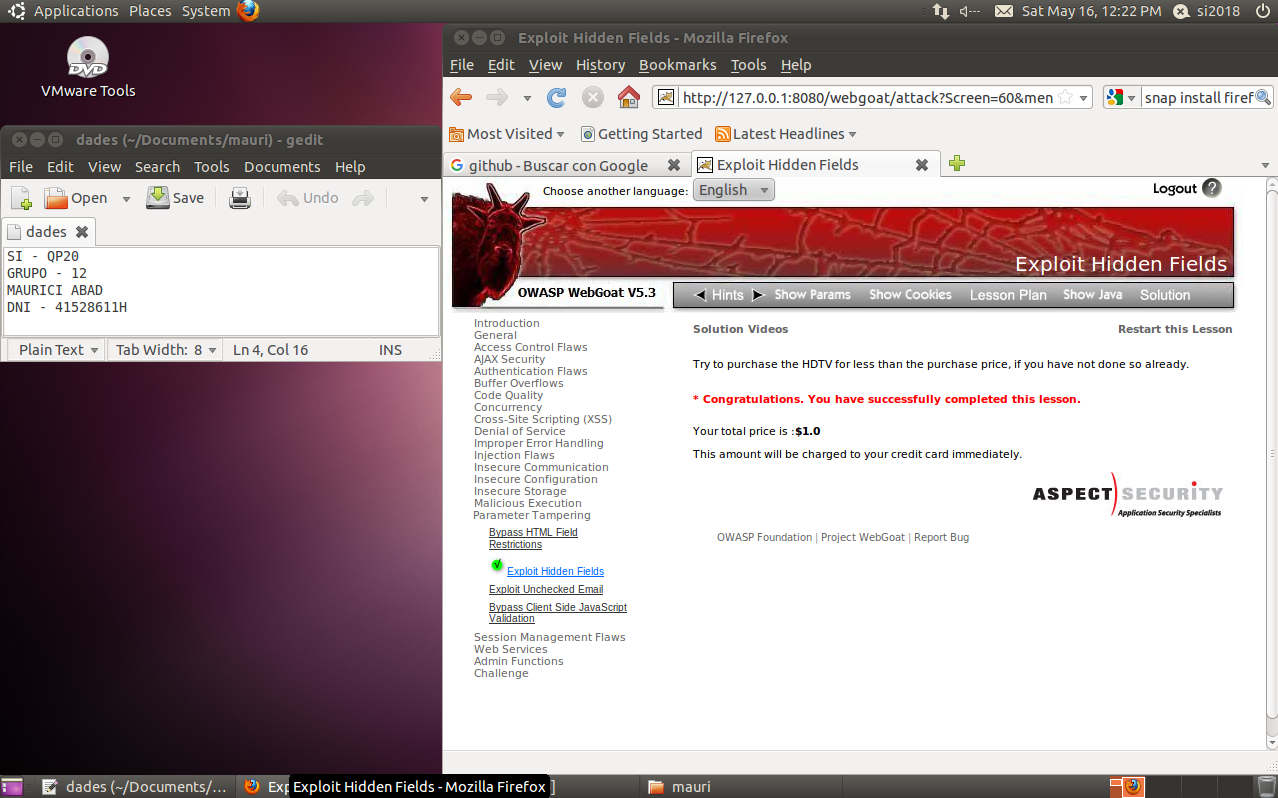 Applications Places System
Sat May 16, 12:22 PM si2018
VMware Tools
dades (~/Documents/mauri) - gedit
File Edit View Search Tools Documents Help
Open Save Undo
dades
SI - QP20
GRUPO - 12
MAURICI ABAD
DNI - 41528611H
Plain Text Tab Width: 8 Ln 4, Col 16 INS
Exploit Hidden Fields - Mozilla Firefox
File Edit View History Bookmarks Tools Help
http://127.0.0.1:8080/webgoat/attack?Screen=60&men snap install firef
Most Visited Getting Started Latest Headlines
github - Buscar con Google Exploit Hidden Fields
Choose another language: English Logout ?
Exploit Hidden Fields
OWASP WebGoat V5.3 Hints Show Params Show Cookies Lesson Plan Show Java Solution
Introduction
General
Access Control Flaws
AJAX Security
Authentication Flaws
Buffer Overflows
Code Quality
Concurrency
Cross-Site Scripting (XSS)
Denial of Service
Improper Error Handling
Injection Flaws
Insecure Communication
Insecure Configuration
Insecure Storage
Malicious Execution
Parameter Tampering
Bypass HTML Field
Restrictions
Exploit Hidden Fields
Exploit Unchecked Email
Bypass Client Side JavaScript
Validation
Session Management Flaws
Web Services
Admin Functions
Challenge
Solution Videos Restart this Lesson
Try to purchase the HDTV for less than the purchase price, if you have not done so already.
* Congratulations. You have successfully completed this lesson.
Your total price is :$1.0
This amount will be charged to your credit card immediately.
ASPECT SECURITY
Application Security Specialists
OWASP Foundation | Project WebGoat | Report Bug
dades (~/Documents/... Exp Exploit Hidden Fields - Mozilla Firefox ] mauri